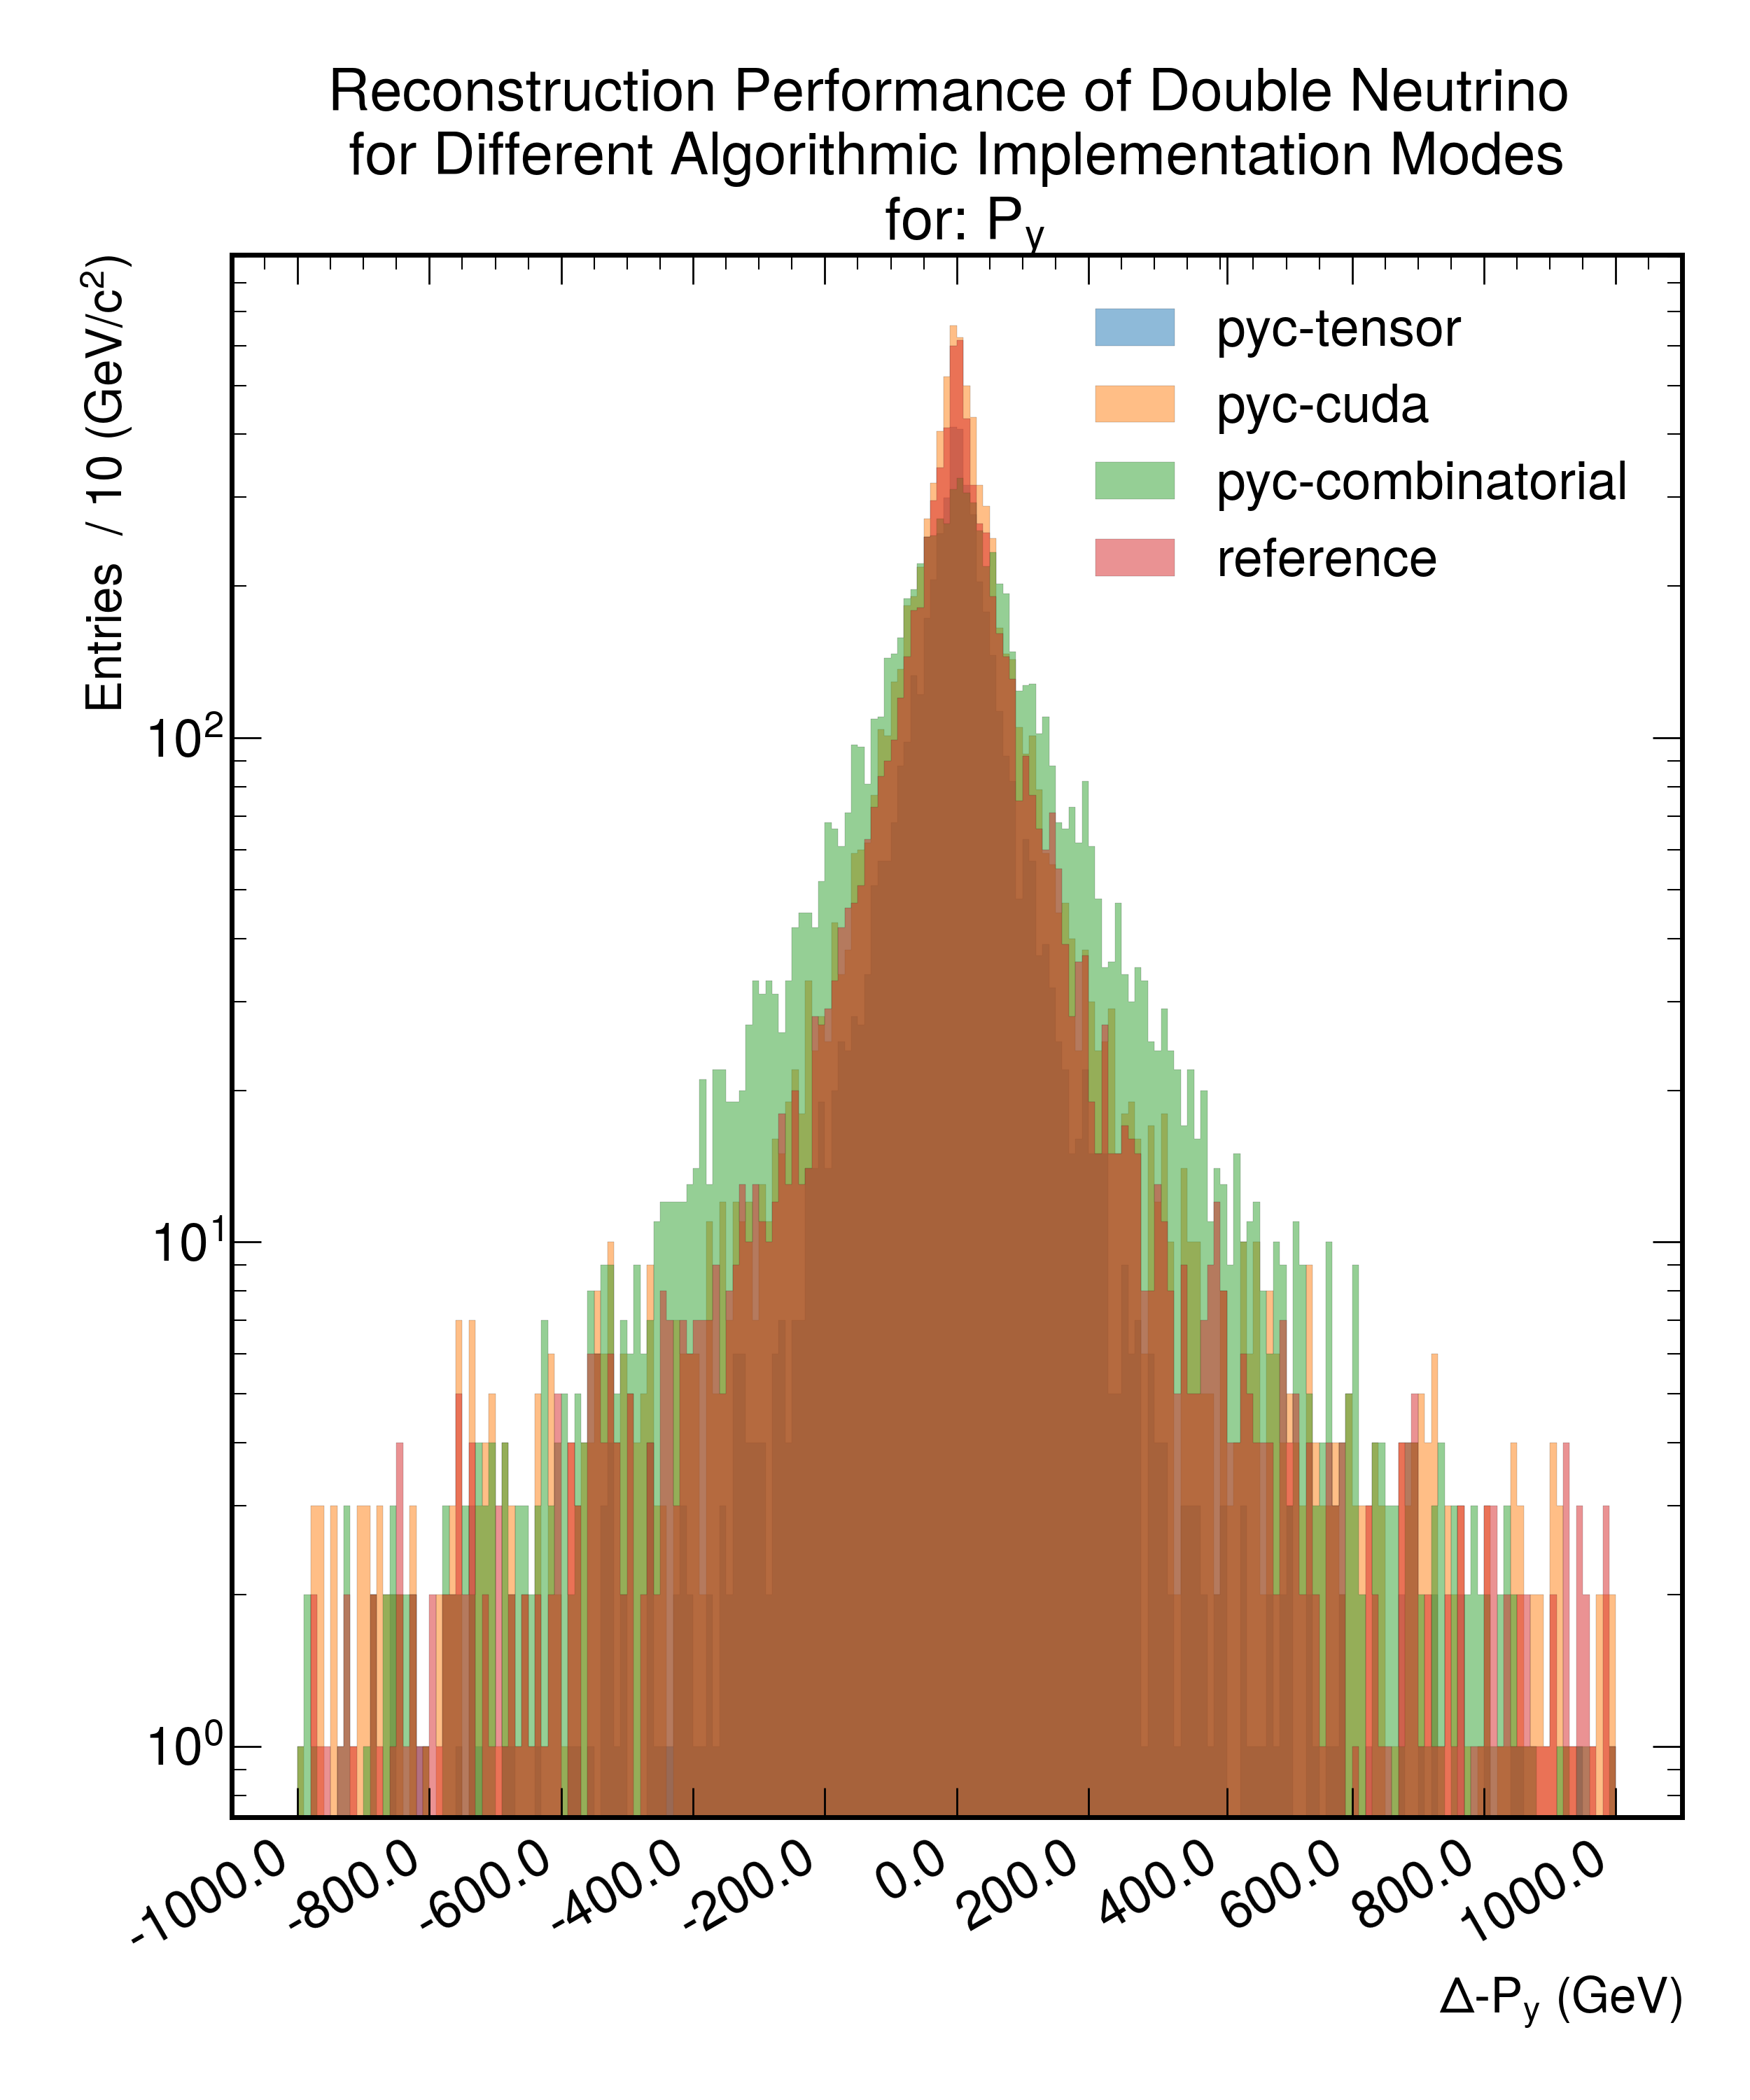 Reconstruction Performance of Double Neutrino
for Different Algorithmic Implementation Modes
for: P_y
Entries / 10 (GeV/c²)
pyc-tensor
pyc-cuda
pyc-combinatorial
reference
10²
10¹
10⁰
-1000.0 -800.0 -600.0 -400.0 -200.0 0.0 200.0 400.0 600.0 800.0 1000.0
Δ-P_y (GeV)